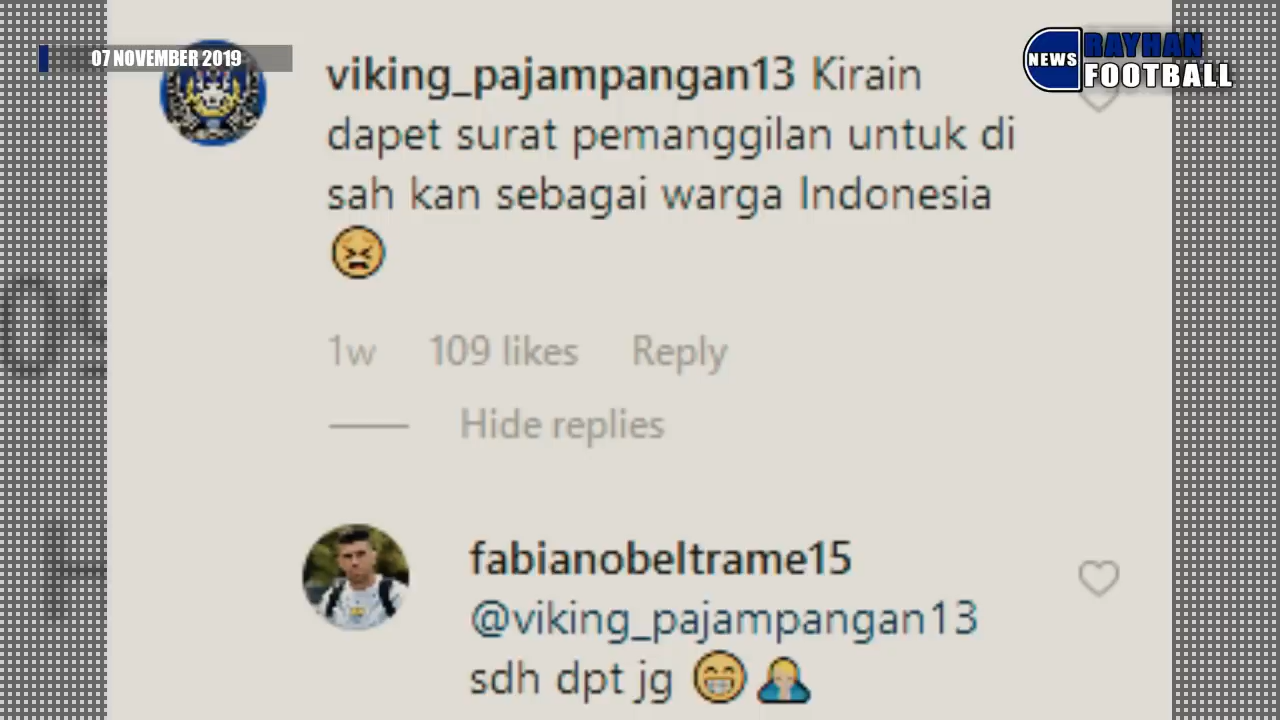 07 NOVEMBER 2019
NEWS
RAYHAN
FOOTBALL
viking_pajampangan13 Kirain
dapet surat pemanggilan untuk di
sah kan sebagai warga Indonesia
😫
1w 109 likes Reply
Hide replies
fabianobeltrame15
@viking_pajampangan13
sdh dpt jg 😁🤦